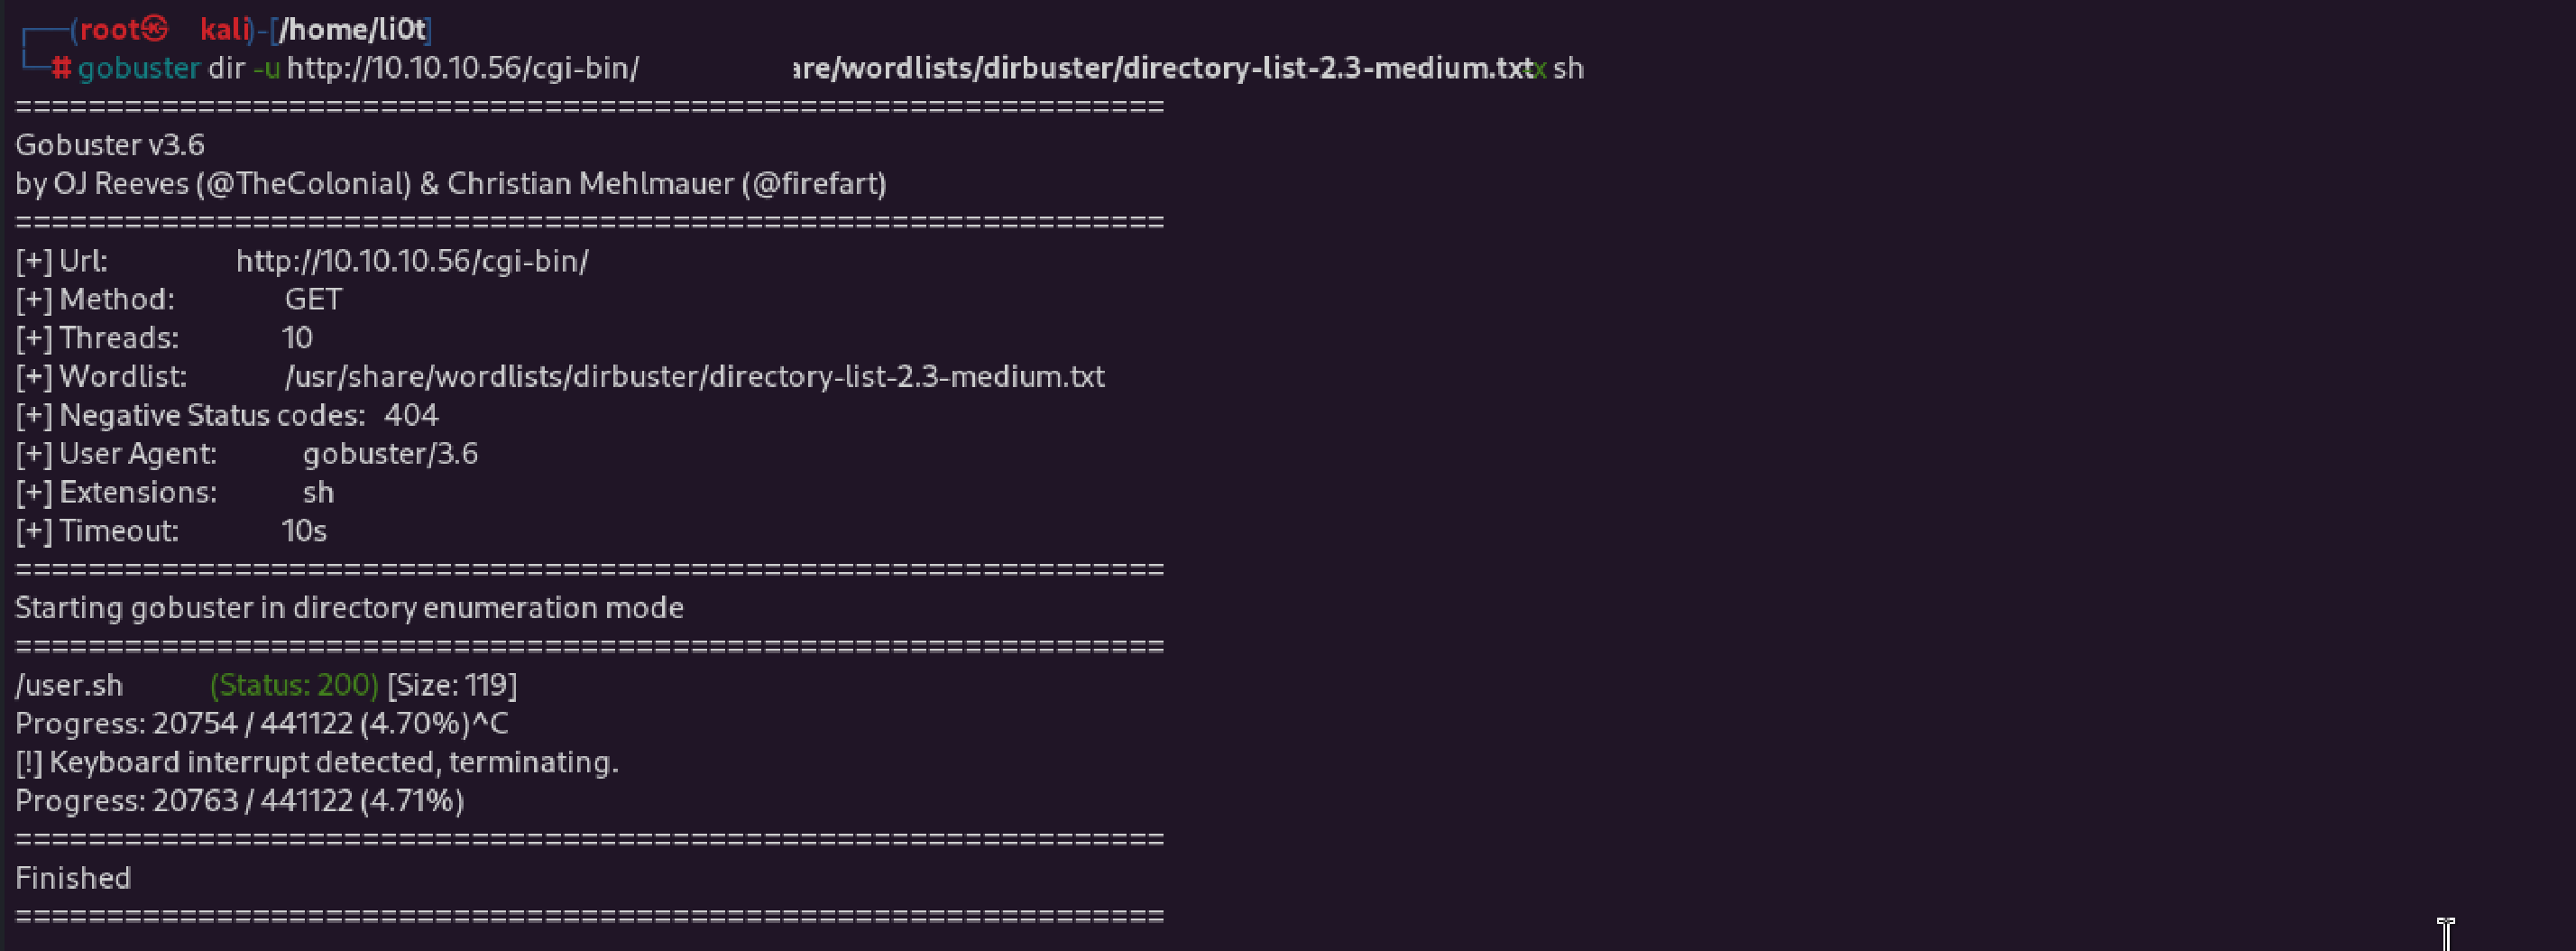 ┌──(root㉿kali)-[/home/li0t]
└─# gobuster dir -u http://10.10.10.56/cgi-bin/ are/wordlists/dirbuster/directory-list-2.3-medium.txt-x sh
===============================================================
Gobuster v3.6
by OJ Reeves (@TheColonial) & Christian Mehlmauer (@firefart)
===============================================================
[+] Url: http://10.10.10.56/cgi-bin/
[+] Method: GET
[+] Threads: 10
[+] Wordlist: /usr/share/wordlists/dirbuster/directory-list-2.3-medium.txt
[+] Negative Status codes: 404
[+] User Agent: gobuster/3.6
[+] Extensions: sh
[+] Timeout: 10s
===============================================================
Starting gobuster in directory enumeration mode
===============================================================
/user.sh (Status: 200) [Size: 119]
Progress: 20754 / 441122 (4.70%)^C
[!] Keyboard interrupt detected, terminating.
Progress: 20763 / 441122 (4.71%)
===============================================================
Finished
===============================================================